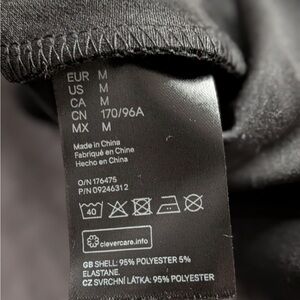 EUR M
US M
CA M
CN 170/96A
MX M
Made in China
Fabriqué en Chine
Hecho en China
O/N 176475
P/N 09246312
40
clevercare.info
GB SHELL: 95% POLYESTER 5%
ELASTANE.
CZ SVRCHNÍ LÁTKA: 95% POLYESTER